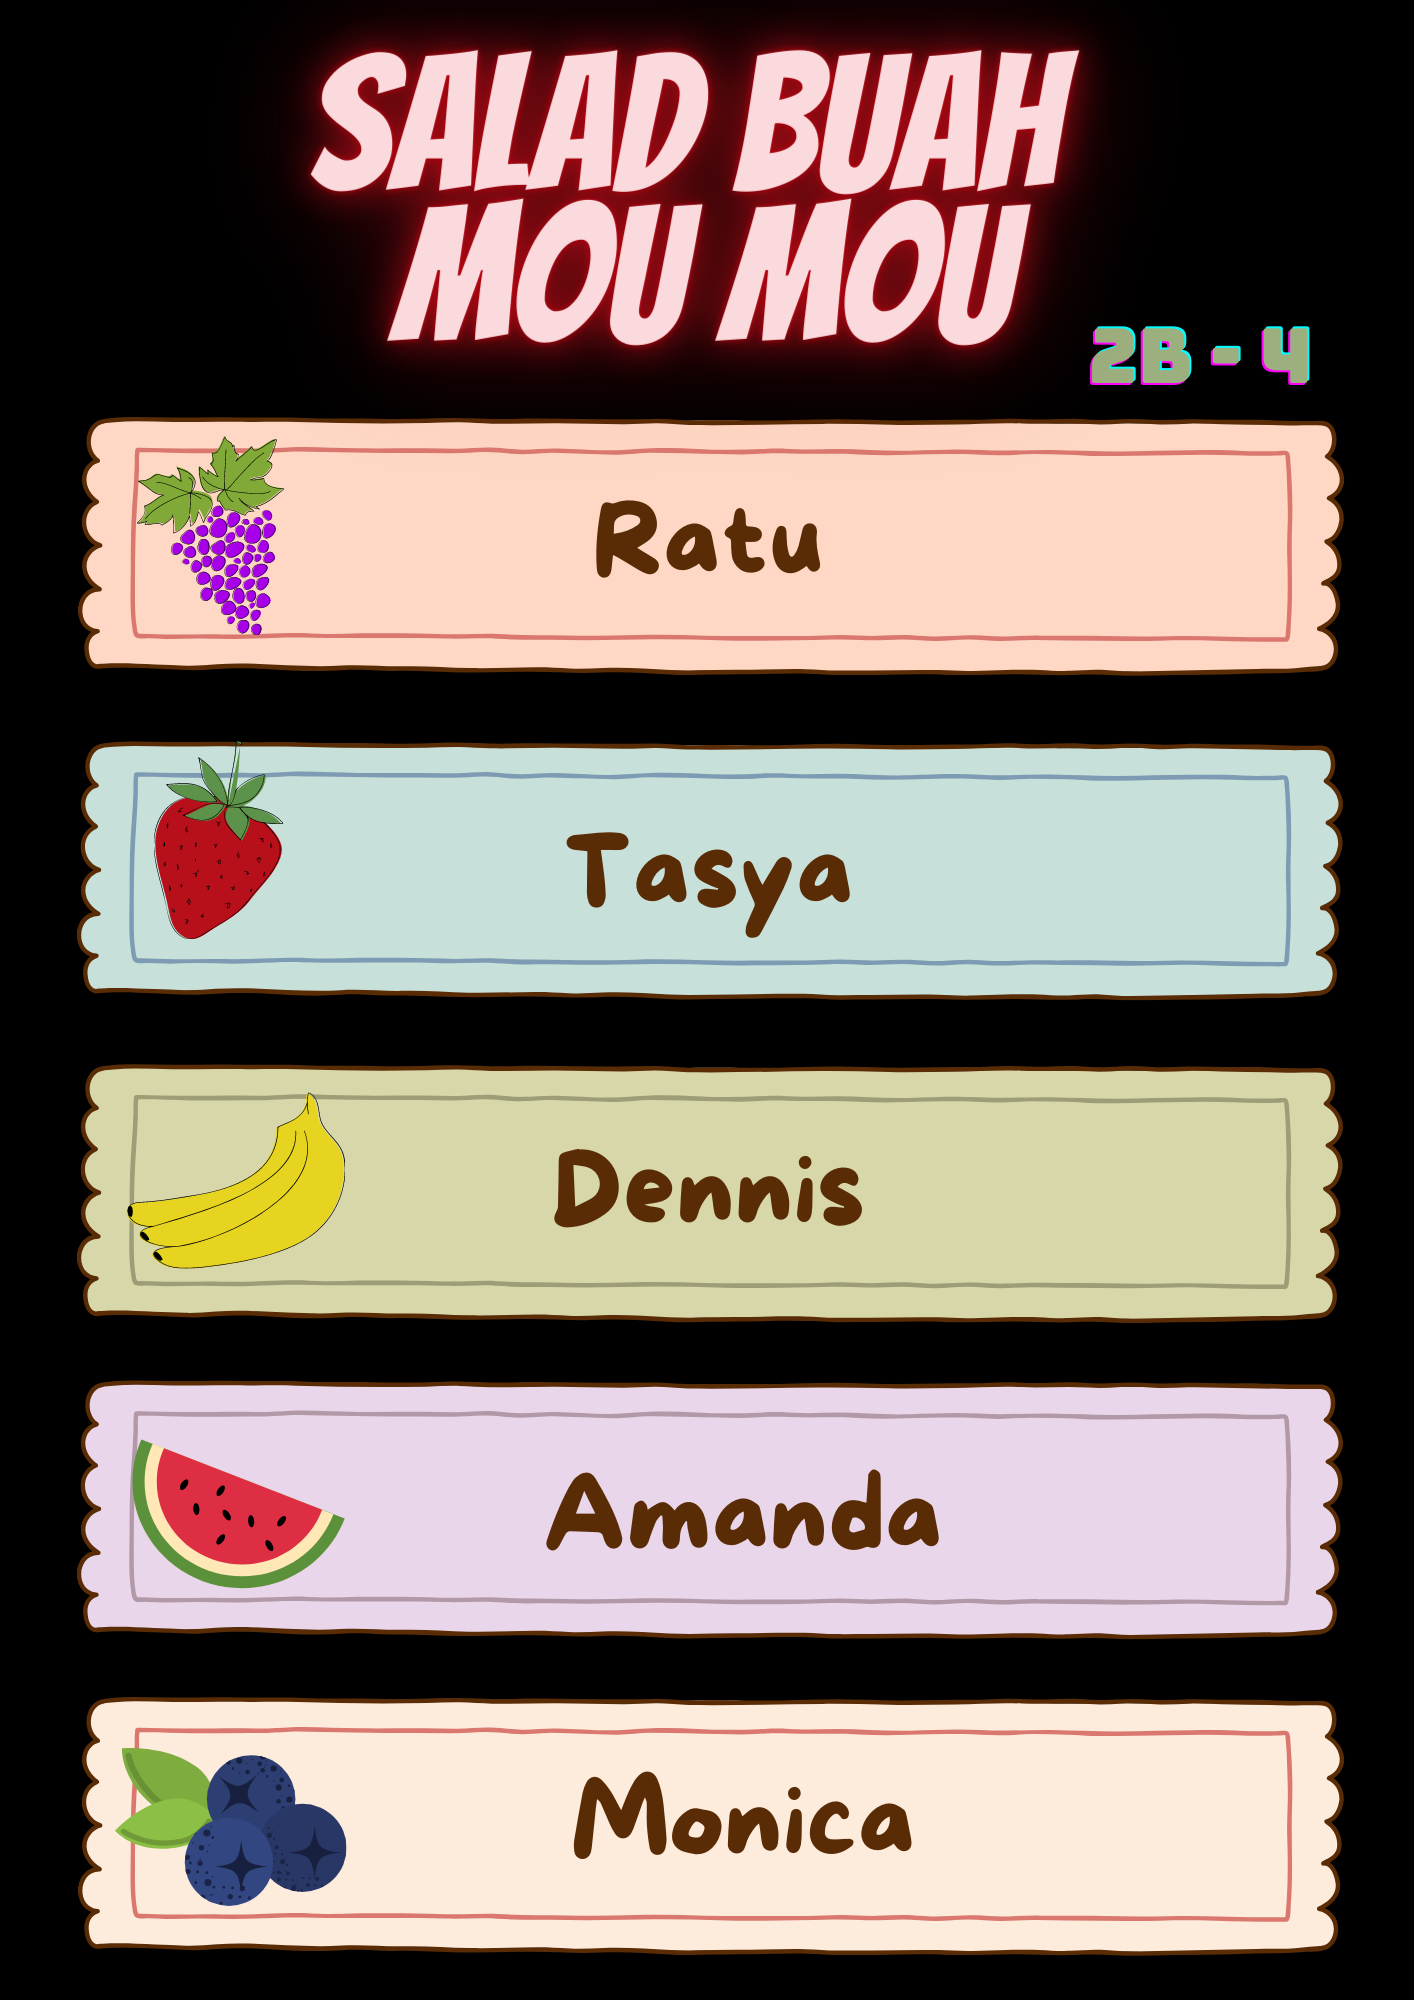 SALAD BUAH
MOU MOU
2B - 4
Ratu
Tasya
Dennis
Amanda
Monica